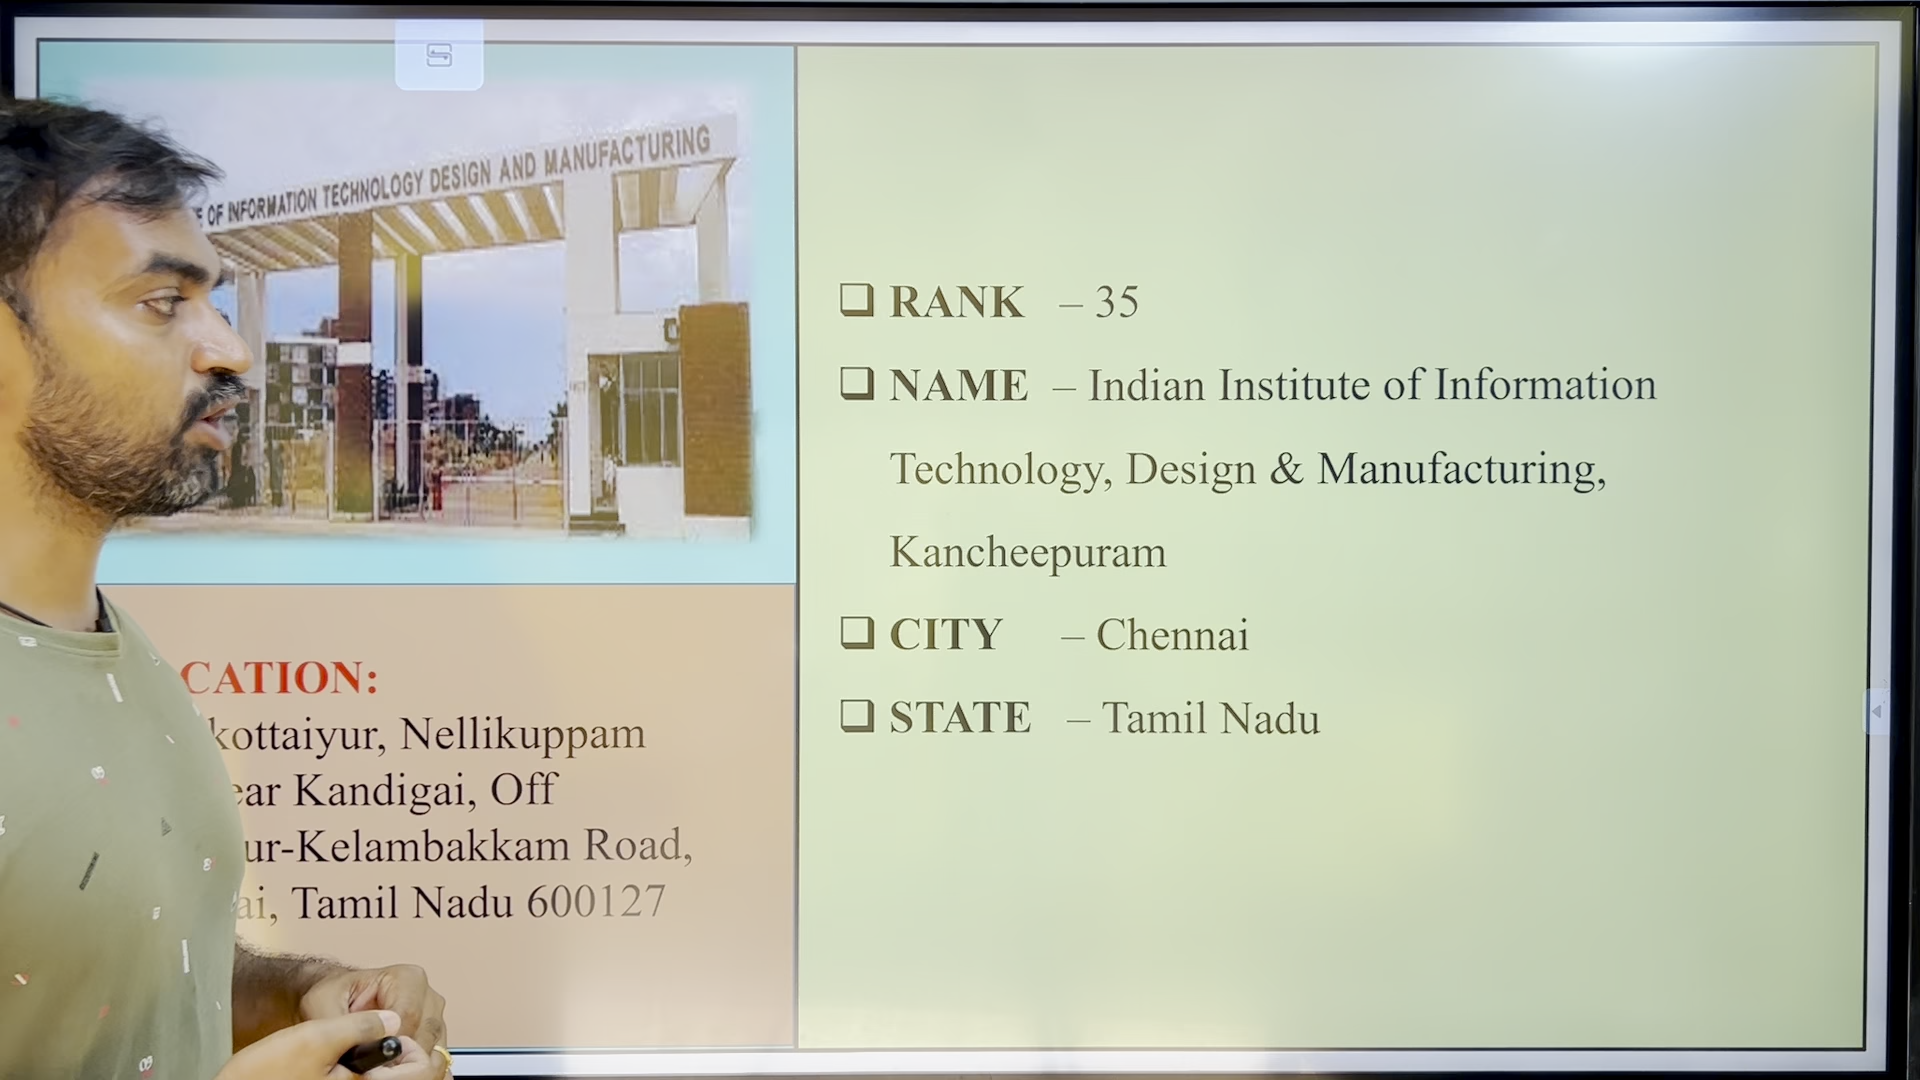 OF INFORMATION TECHNOLOGY DESIGN AND MANUFACTURING
RANK – 35
NAME – Indian Institute of Information
Technology, Design & Manufacturing,
Kancheepuram
CITY – Chennai
STATE – Tamil Nadu
CATION:
kottaiyur, Nellikuppam
ear Kandigai, Off
ur-Kelambakkam Road,
ai, Tamil Nadu 600127